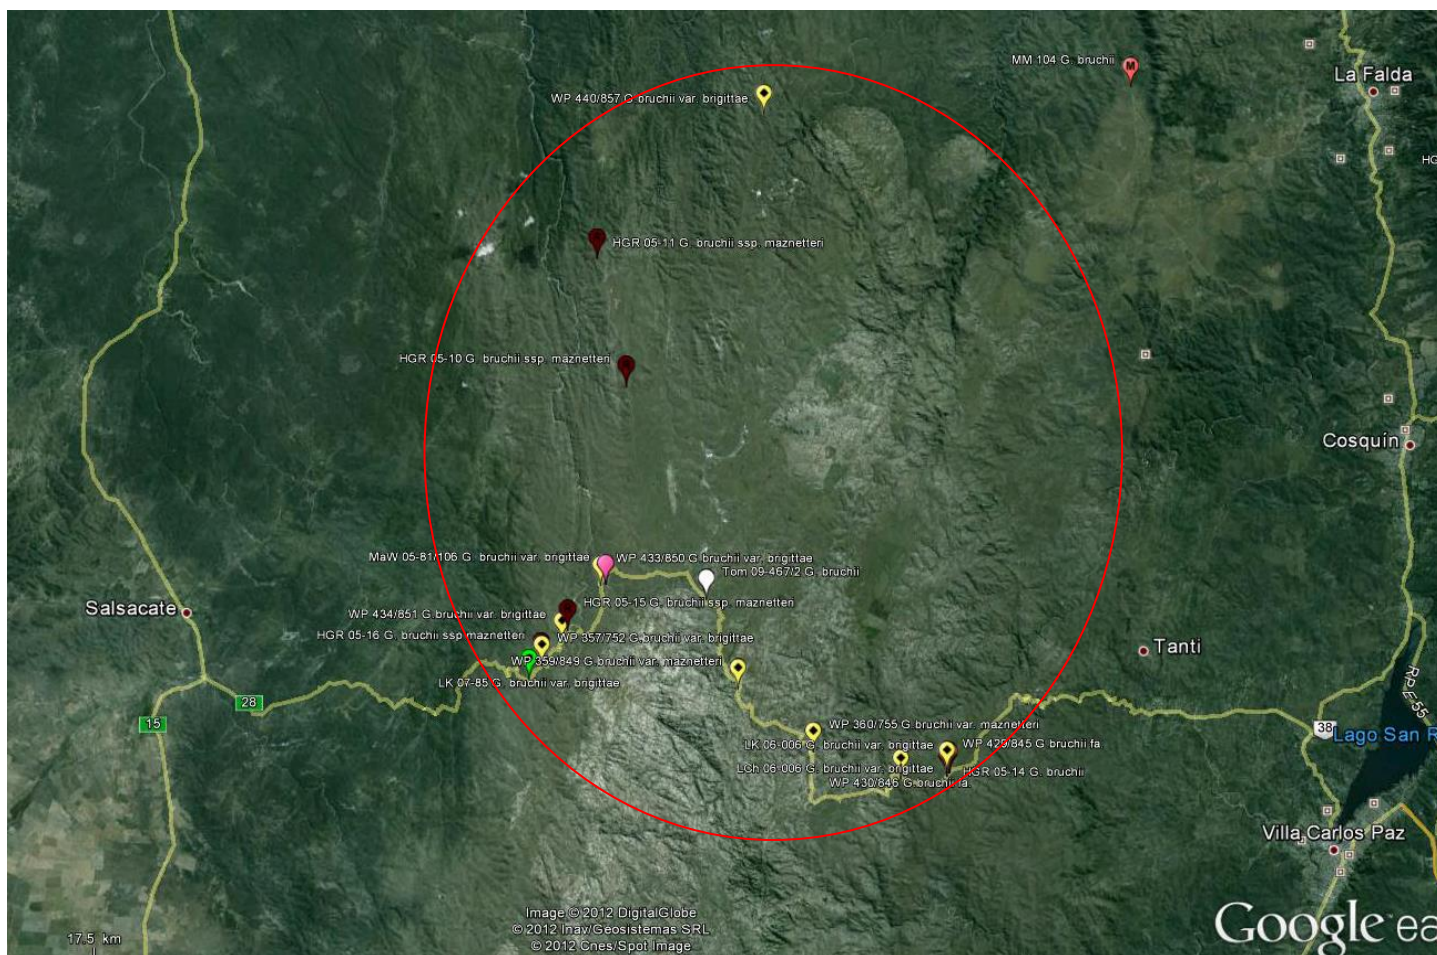 MM 104 G. bruchii
La Falda
WP 440/857 G bruchii var. brigittae
HG
HGR 05-11 G. bruchii ssp. maznetteri
HGR 05-10 G. bruchii ssp. maznetteri
Cosquín
MaW 05-81/106 G. bruchii var. brigittae
WP 433/850 G bruchii var. brigittae
Tom 09-467/2 G. bruchii
HGR 05-15 G. bruchii ssp maznetteri
Salsacate
WP 434/851 G bruchii var. brigittae
HGR 05-16 G. bruchii ssp maznetteri
WP 357/752 G.bruchii var. brigittae
Tanti
WP 359/849 G bruchii var. maznetteri
LK 07-85 G. bruchii var. brigittae
RP E-55
28
15
WP 360/755 G bruchii var. maznetteri
38
Lago San R
LK 06-006 G. bruchii var. brigittae
WP 429/845 G bruchii fa
LGh 06-006 G. bruchii var. brigittae
HGR 05-14 G. bruchii
WP 430/846 G bruchii fa.
Villa Carlos Paz
Image © 2012 DigitalGlobe
© 2012 Inav/Geosistemas SRL
© 2012 Cnes/Spot Image
17.5 km
Google ea